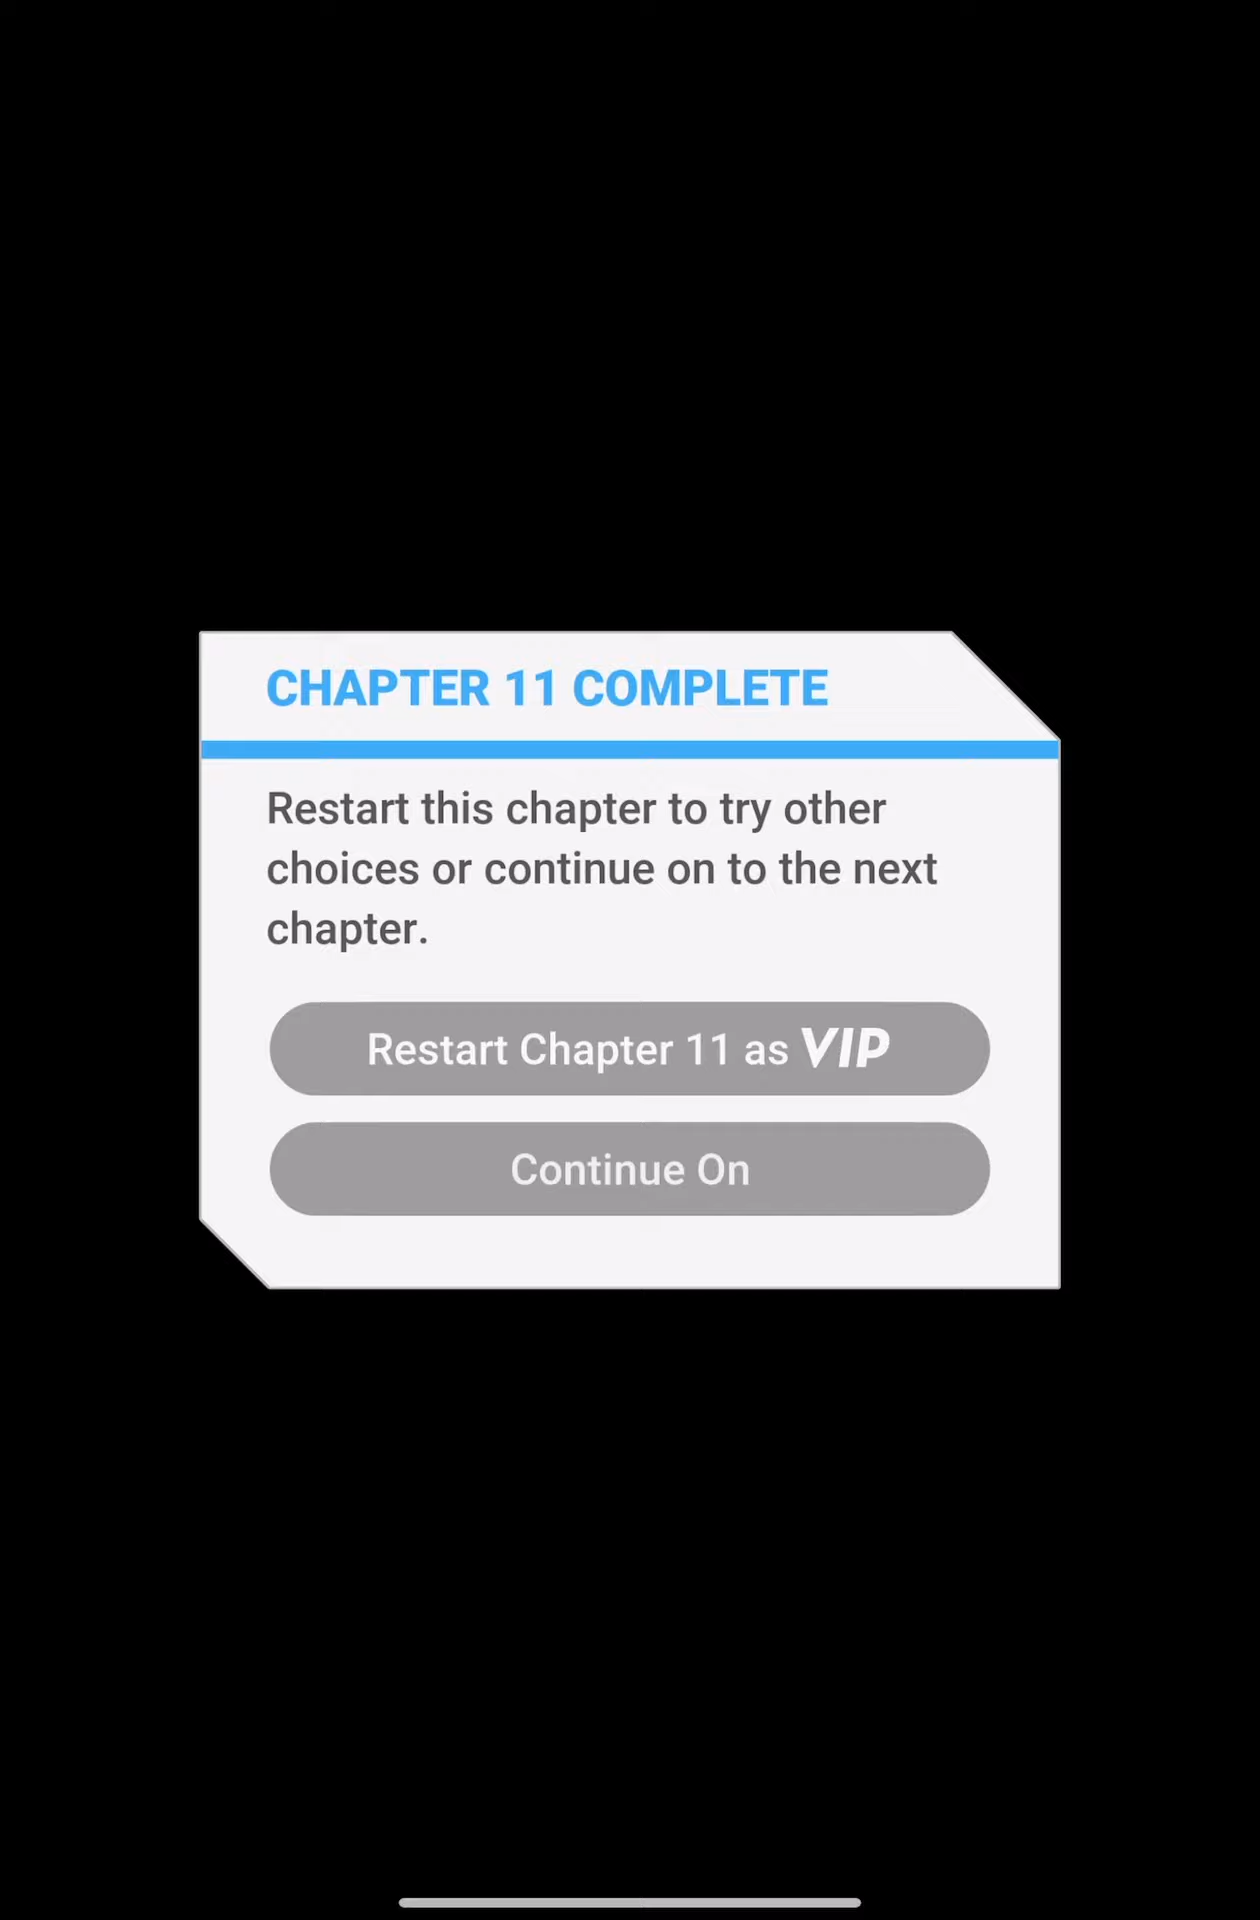 CHAPTER 11 COMPLETE
Restart this chapter to try other
choices or continue on to the next
chapter.
Restart Chapter 11 as VIP
Continue On